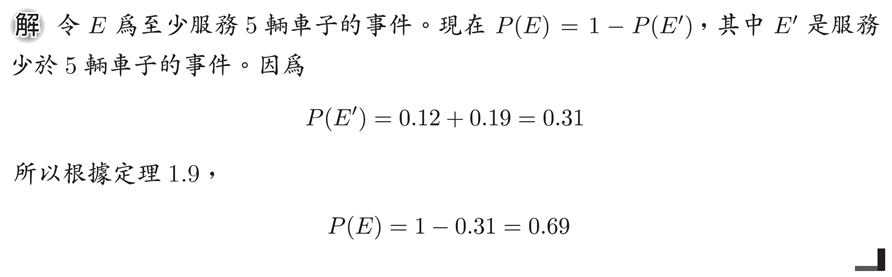 解 令 E 爲至少服務 5 輛車子的事件。現在 P(E) = 1 − P(E′)，其中 E′ 是服務
少於 5 輛車子的事件。因爲
P(E′) = 0.12 + 0.19 = 0.31
所以根據定理 1.9，
P(E) = 1 − 0.31 = 0.69